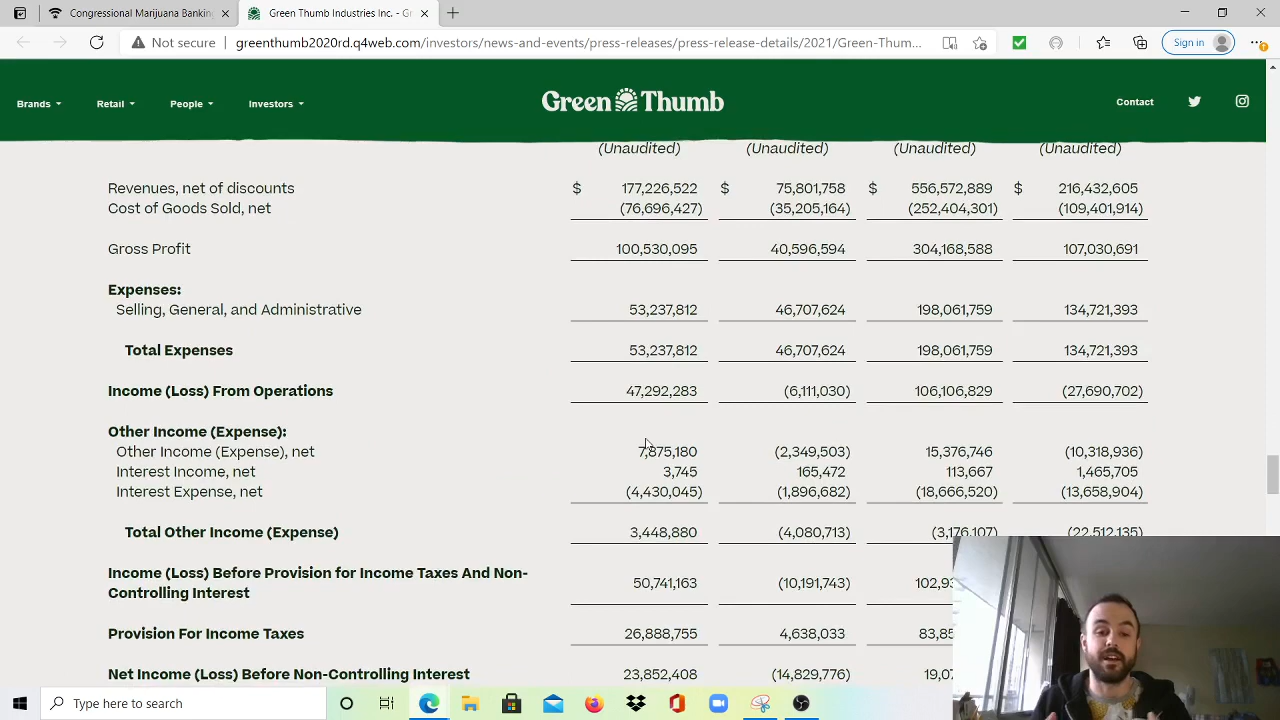 Congressional Marijuana Bankin
Green Thumb Industries Inc. - Gr
Not secure
greenthumb2020rd.q4web.com/investors/news-and-events/press-releases/press-release-details/2021/Green-Thum...
Sign in
Brands
Retail
People
Investors
Green Thumb
Contact
(Unaudited) (Unaudited) (Unaudited) (Unaudited)
Revenues, net of discounts $ 177,226,522 $ 75,801,758 $ 556,572,889 $ 216,432,605
Cost of Goods Sold, net (76,696,427) (35,205,164) (252,404,301) (109,401,914)
Gross Profit 100,530,095 40,596,594 304,168,588 107,030,691
Expenses:
Selling, General, and Administrative 53,237,812 46,707,624 198,061,759 134,721,393
Total Expenses 53,237,812 46,707,624 198,061,759 134,721,393
Income (Loss) From Operations 47,292,283 (6,111,030) 106,106,829 (27,690,702)
Other Income (Expense):
Other Income (Expense), net 7,875,180 (2,349,503) 15,376,746 (10,318,936)
Interest Income, net 3,745 165,472 113,667 1,465,705
Interest Expense, net (4,430,045) (1,896,682) (18,666,520) (13,658,904)
Total Other Income (Expense) 3,448,880 (4,080,713) (3,176,107) (22,512,135)
Income (Loss) Before Provision for Income Taxes And Non-
Controlling Interest 50,741,163 (10,191,743) 102,93
Provision For Income Taxes 26,888,755 4,638,033 83,85
Net Income (Loss) Before Non-Controlling Interest 23,852,408 (14,829,776) 19,07
Type here to search